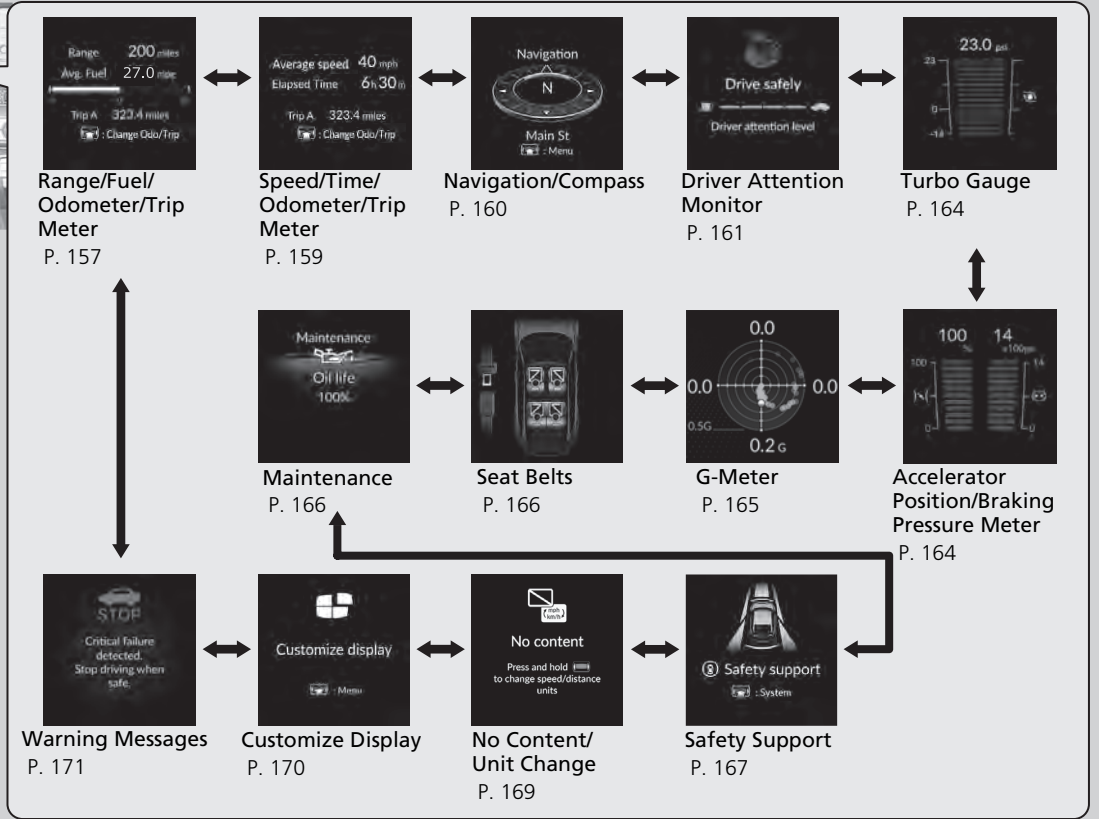 Range 200 miles
Avg. Fuel 27.0
Trip A 323.4 miles
: Change Odo/Trip
Range/Fuel/
Odometer/Trip
Meter
P. 157
Average speed 40 mph
Elapsed Time 6h 30m
Trip A 323.4 miles
: Change Odo/Trip
Speed/Time/
Odometer/Trip
Meter
P. 159
Navigation
N
Main St
: Menu
Navigation/Compass
P. 160
Drive safely
Driver attention level
Driver Attention
Monitor
P. 161
23.0 psi
23
0
-14
Turbo Gauge
P. 164
Maintenance
Oil life
100%
Maintenance
P. 166
Seat Belts
P. 166
0.0
0.0 0.0
0.5G
0.2 G
G-Meter
P. 165
100 14
%
100 14
0 0
Accelerator
Position/Braking
Pressure Meter
P. 164
STOP
Critical failure
detected.
Stop driving when
safe.
Warning Messages
P. 171
Customize display
: Menu
Customize Display
P. 170
mph
km/h
No content
Press and hold
to change speed/distance
units
No Content/
Unit Change
P. 169
Safety support
: System
Safety Support
P. 167